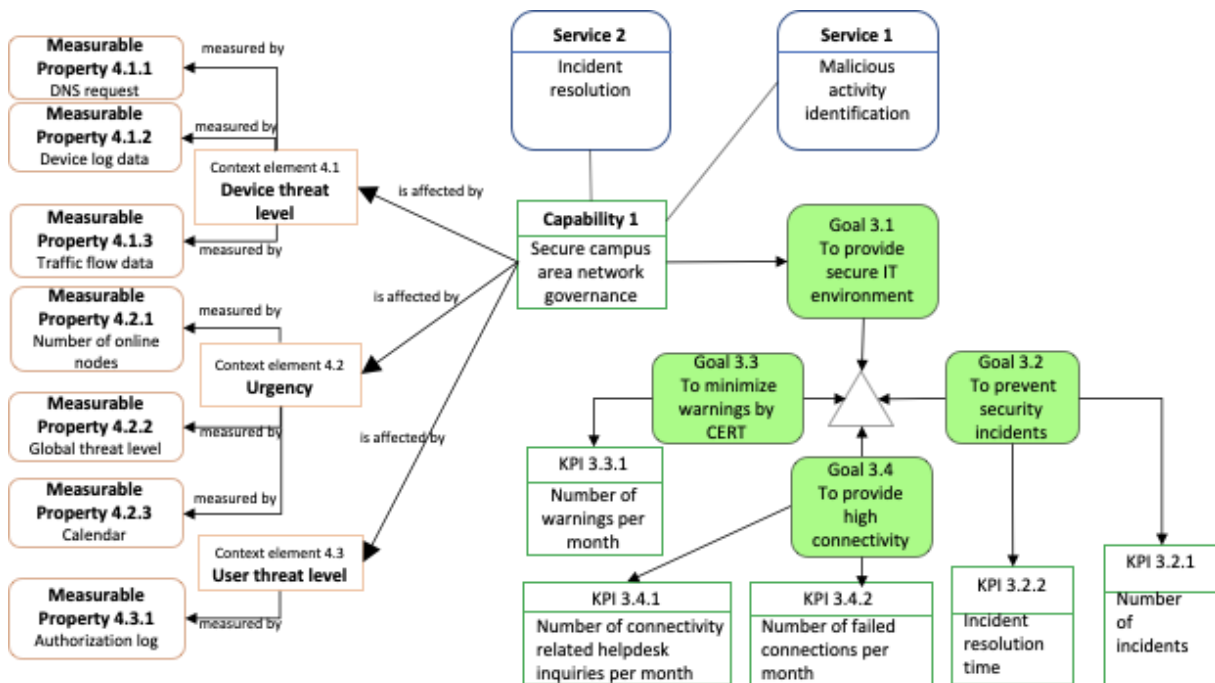 Measurable
Property 4.1.1
DNS request
measured by
Measurable
Property 4.1.2
Device log data
measured by
Context element 4.1
Device threat
level
Measurable
Property 4.1.3
Traffic flow data
measured by
Measurable
Property 4.2.1
Number of online
nodes
measured by
Context element 4.2
Urgency
Measurable
Property 4.2.2
Global threat level
measured by
Measurable
Property 4.2.3
Calendar
measured by
Context element 4.3
User threat level
Measurable
Property 4.3.1
Authorization log
measured by
is affected by
is affected by
is affected by
Service 2
Incident
resolution
Service 1
Malicious
activity
identification
Capability 1
Secure campus
area network
governance
Goal 3.1
To provide
secure IT
environment
Goal 3.3
To minimize
warnings by
CERT
Goal 3.2
To prevent
security
incidents
Goal 3.4
To provide
high
connectivity
KPI 3.3.1
Number of
warnings per
month
KPI 3.4.1
Number of connectivity
related helpdesk
inquiries per month
KPI 3.4.2
Number of failed
connections per
month
KPI 3.2.2
Incident
resolution
time
KPI 3.2.1
Number
of
incidents